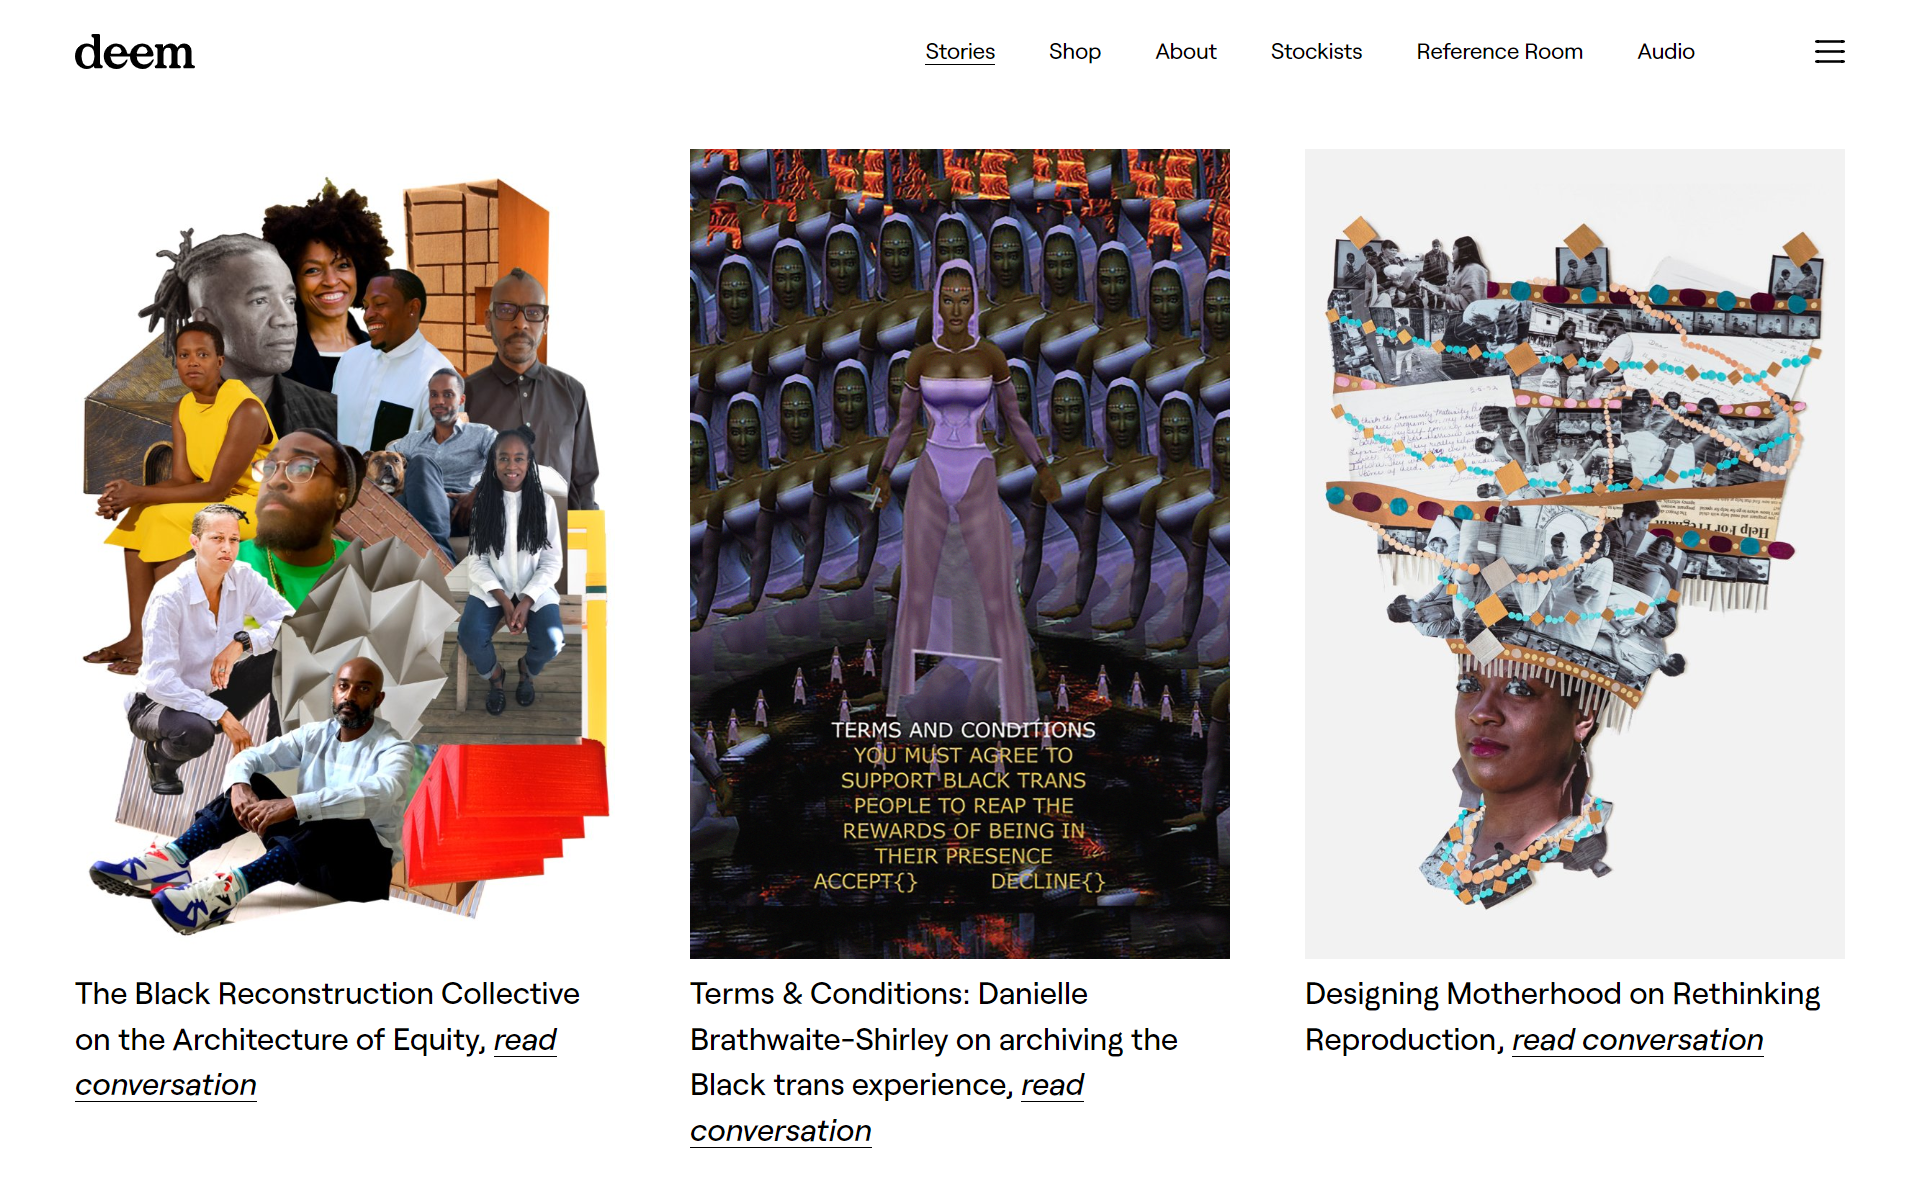 deem
Stories Shop About Stockists Reference Room Audio
TERMS AND CONDITIONS
YOU MUST AGREE TO
SUPPORT BLACK TRANS
PEOPLE TO REAP THE
REWARDS OF BEING IN
THEIR PRESENCE
ACCEPT{} DECLINE{}
Help For Pregnant
The Black Reconstruction Collective
on the Architecture of Equity, read
conversation
Terms & Conditions: Danielle
Brathwaite-Shirley on archiving the
Black trans experience, read
conversation
Designing Motherhood on Rethinking
Reproduction, read conversation